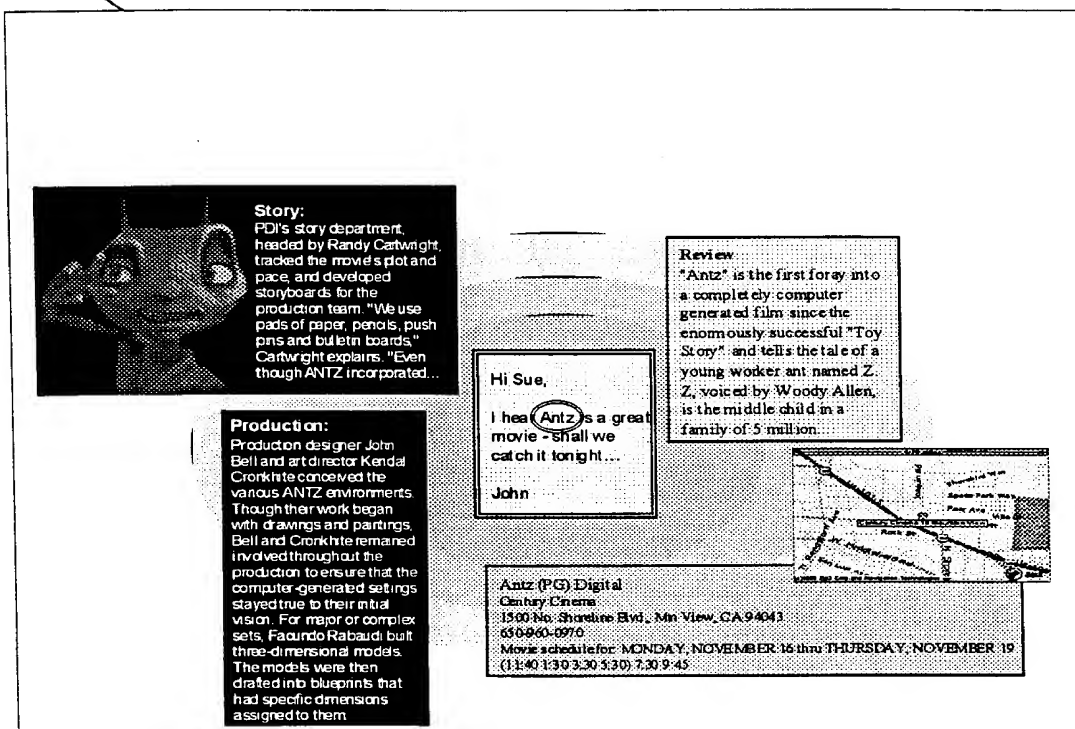 Story:
PDI's story department,
headed by Randy Cartwright,
tracked the movie's plot and
pace, and developed
storyboards for the
production team. "We use
pads of paper, pencils, push
pins and bulletin boards,"
Cartwright explains. "Even
though ANTZ incorporated...
Review
"Antz" is the first foray into
a completely computer
generated film since the
enormously successful "Toy
Story" and tells the tale of a
young worker ant named Z.
Z, voiced by Woody Allen,
is the middle child in a
family of 5 million.
Hi Sue,
I hear Antz is a great
movie - shall we
catch it tonight...
John
Production:
Production designer John
Bell and art director Kendal
Cronkhite conceived the
various ANTZ environments.
Though their work began
with drawings and paintings,
Bell and Cronkhite remained
involved throughout the
production to ensure that the
computer-generated settings
stayed true to their initial
vision. For major or complex
sets, Facundo Rabaudi built
three-dimensional models.
The models were then
drafted into blueprints that
had specific dimensions
assigned to them.
Space Park Way
Park Ave
Rock St
Antz (PG) Digital
Century Cinema
1500 No. Shoreline Blvd., Mtn View, CA 94043
650-960-0970
Movie schedule for: MONDAY, NOVEMBER 16 thru THURSDAY, NOVEMBER 19
(11:40 1:30 3:30 5:30) 7:30 9:45